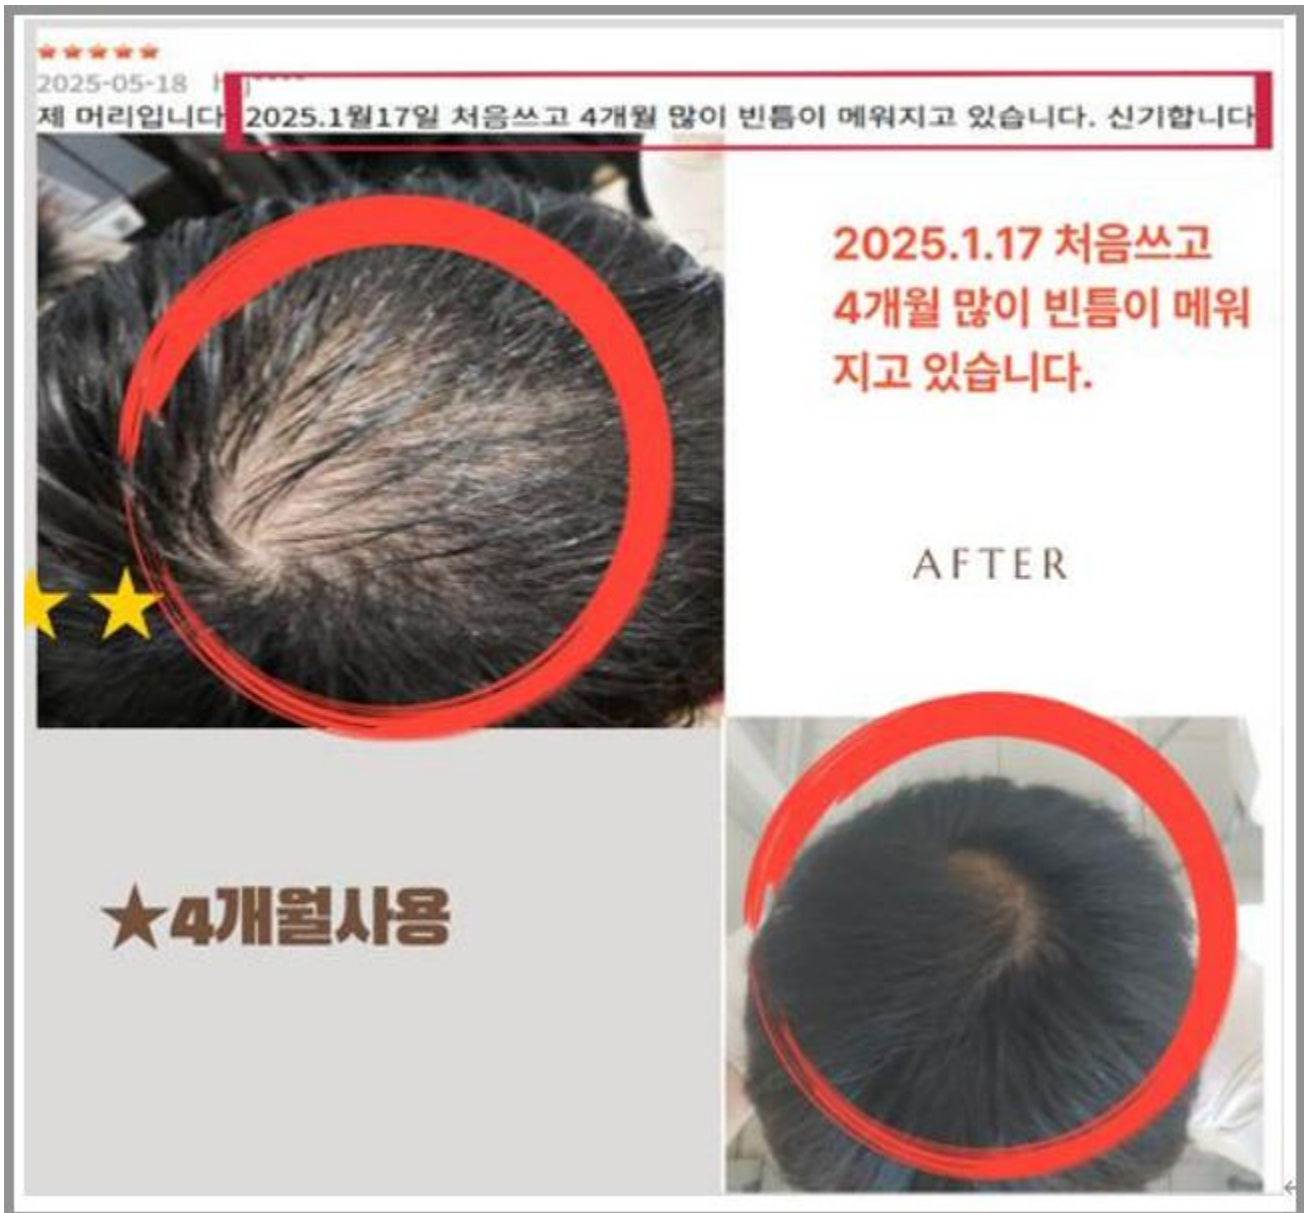 2025-05-18
제 머리입니다 2025.1월17일 처음쓰고 4개월 많이 빈틈이 메워지고 있습니다. 신기합니다
2025.1.17 처음쓰고
4개월 많이 빈틈이 메워
지고 있습니다.
AFTER
★4개월사용